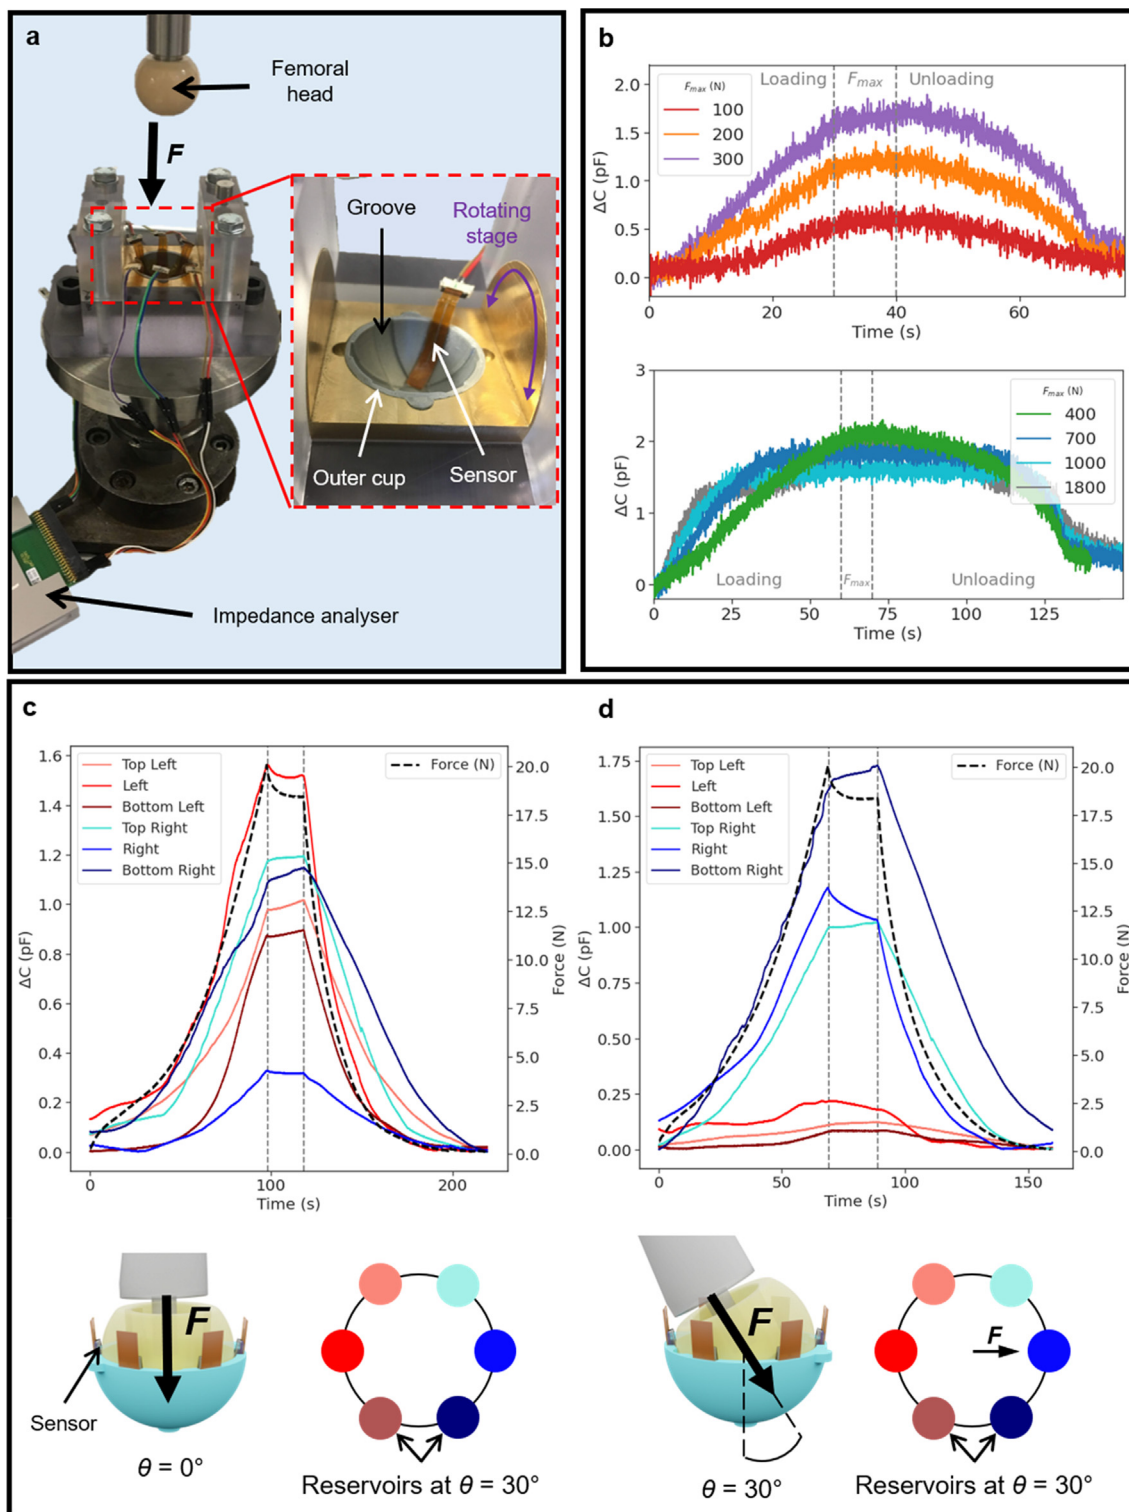 a
Femoral
head
F
Groove
Rotating
stage
Outer cup
Sensor
Impedance analyser
b
Loading
Fmax
Unloading
Fmax (N)
100
200
300
2.0
1.5
1.0
0.5
0.0
ΔC (pF)
0 20 40 60
Time (s)
Fmax (N)
400
700
1000
1800
3
2
1
0
ΔC (pF)
Loading
Fmax
Unloading
0 25 50 75 100 125
Time (s)
c
Top Left
Left
Bottom Left
Top Right
Right
Bottom Right
Force (N)
1.6
1.4
1.2
1.0
0.8
0.6
0.4
0.2
0.0
ΔC (pF)
20.0
17.5
15.0
12.5
10.0
7.5
5.0
2.5
0.0
Force (N)
0 100 200
Time (s)
F
Sensor
θ = 0°
Reservoirs at θ = 30°
d
Top Left
Left
Bottom Left
Top Right
Right
Bottom Right
Force (N)
1.75
1.50
1.25
1.00
0.75
0.50
0.25
0.00
ΔC (pF)
20.0
17.5
15.0
12.5
10.0
7.5
5.0
2.5
0.0
Force (N)
0 50 100 150
Time (s)
F
θ = 30°
F
Reservoirs at θ = 30°